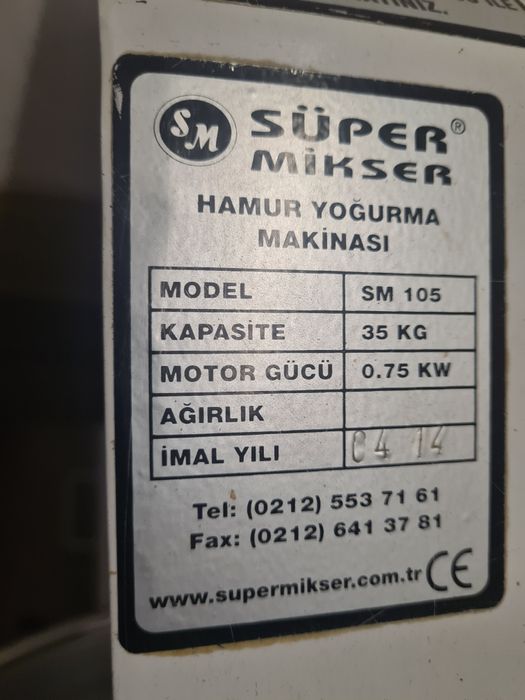 SM SÜPER®
MİKSER
HAMUR YOĞURMA
MAKİNASI
MODEL SM 105
KAPASİTE 35 KG
MOTOR GÜCÜ 0.75 KW
AĞIRLIK
İMAL YILI 04 14
Tel: (0212) 553 71 61
Fax: (0212) 641 37 81
www.supermikser.com.tr CE